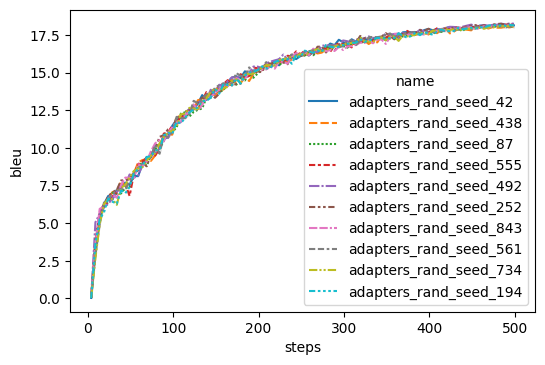 17.5
15.0
12.5
10.0
7.5
5.0
2.5
0.0
bleu
0
100
200
300
400
500
steps
name
adapters_rand_seed_42
adapters_rand_seed_438
adapters_rand_seed_87
adapters_rand_seed_555
adapters_rand_seed_492
adapters_rand_seed_252
adapters_rand_seed_843
adapters_rand_seed_561
adapters_rand_seed_734
adapters_rand_seed_194